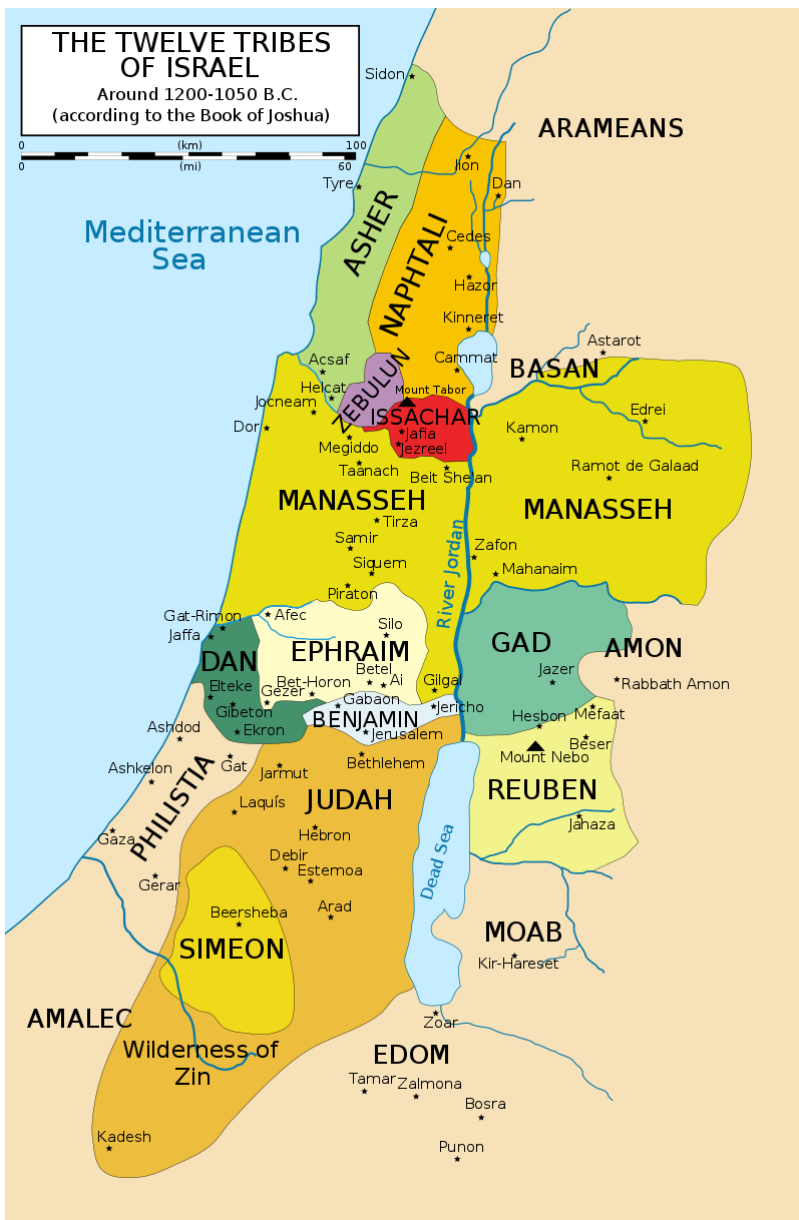 THE TWELVE TRIBES
OF ISRAEL
Around 1200-1050 B.C.
(according to the Book of Joshua)
0 (km) 100
0 (mi) 60
Sidon
ARAMEANS
Ilon
Tyre
Dan
ASHER
Mediterranean
Sea
NAPHTALI
Cedes
Hazor
Kinneret
Astarot
Acsaf
Cammat
BASAN
ZEBULUN
Helcat
Mount Tabor
Jocneam
ISSACHAR
Edrei
Dor
Jafia
Kamon
Megiddo
Jezreel
Taanach
Beit Shelan
Ramot de Galaad
MANASSEH
MANASSEH
Tirza
Samir
River Jordan
Zafon
Siquem
Mahanaim
Piraton
Gat-Rimon
Afec
Jaffa
Silo
EPHRAIM
GAD
AMON
DAN
Betel
Jazer
Elteke
Bet-Horon
Ai
Gilgal
Rabbath Amon
Gezer
Gabaon
Jericho
Gibeton
BENJAMIN
Hesbon
Mefaat
Ashdod
Ekron
Jerusalem
Beser
Gat
Bethlehem
Mount Nebo
Ashkelon
Jarmut
PHILISTIA
JUDAH
REUBEN
Laquís
Gaza
Hebron
Jahaza
Debir
Dead Sea
Gerar
Estemoa
Beersheba
Arad
SIMEON
MOAB
Kir-Hareset
AMALEC
Zoar
Wilderness of
Zin
EDOM
Tamar
Zalmona
Bosra
Kadesh
Punon